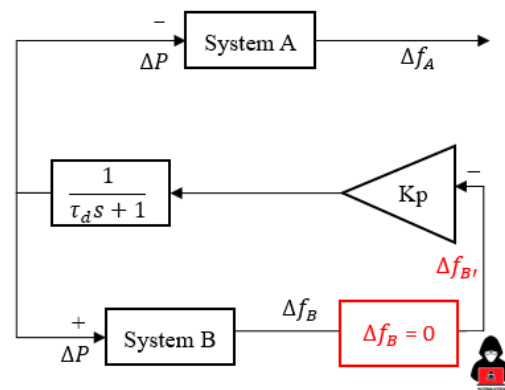 −
ΔP
System A
Δf_A
1
τ_d s + 1
Kp
−
Δf_B'
+
ΔP
System B
Δf_B
Δf_B = 0